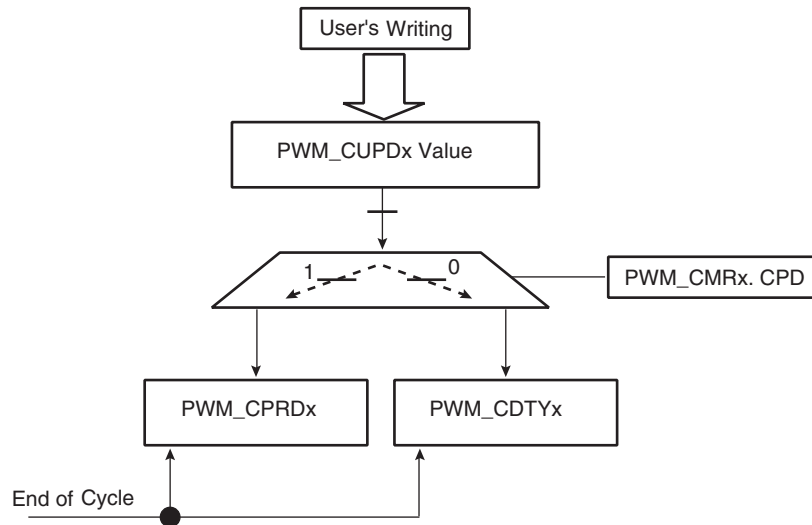 User's Writing
PWM_CUPDx Value
1
0
PWM_CMRx. CPD
PWM_CPRDx
PWM_CDTYx
End of Cycle